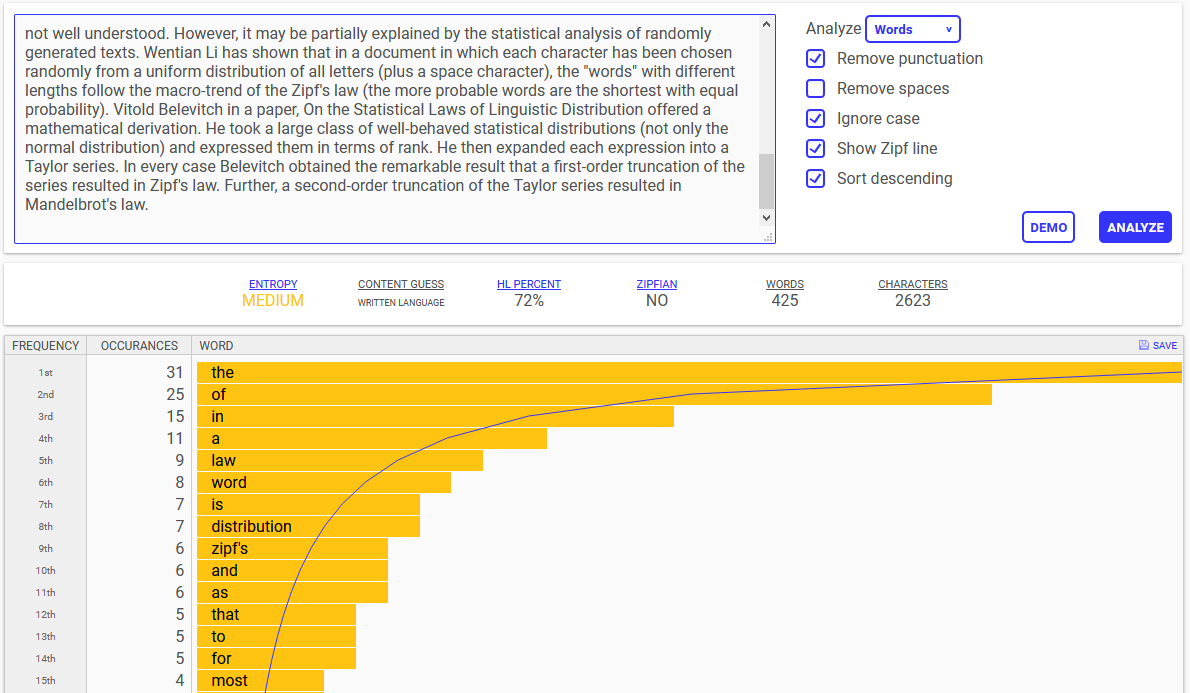 not well understood. However, it may be partially explained by the statistical analysis of randomly
generated texts. Wentian Li has shown that in a document in which each character has been chosen
randomly from a uniform distribution of all letters (plus a space character), the "words" with different
lengths follow the macro-trend of the Zipf's law (the more probable words are the shortest with equal
probability). Vitold Belevitch in a paper, On the Statistical Laws of Linguistic Distribution offered a
mathematical derivation. He took a large class of well-behaved statistical distributions (not only the
normal distribution) and expressed them in terms of rank. He then expanded each expression into a
Taylor series. In every case Belevitch obtained the remarkable result that a first-order truncation of the
series resulted in Zipf's law. Further, a second-order truncation of the Taylor series resulted in
Mandelbrot's law.
Analyze Words
Remove punctuation
Remove spaces
Ignore case
Show Zipf line
Sort descending
DEMO ANALYZE
ENTROPY CONTENT GUESS HL PERCENT ZIPFIAN WORDS CHARACTERS
MEDIUM WRITTEN LANGUAGE 72% NO 425 2623
FREQUENCY OCCURANCES WORD SAVE
1st 31 the
2nd 25 of
3rd 15 in
4th 11 a
5th 9 law
6th 8 word
7th 7 is
8th 7 distribution
9th 6 zipf's
10th 6 and
11th 6 as
12th 5 that
13th 5 to
14th 5 for
15th 4 most